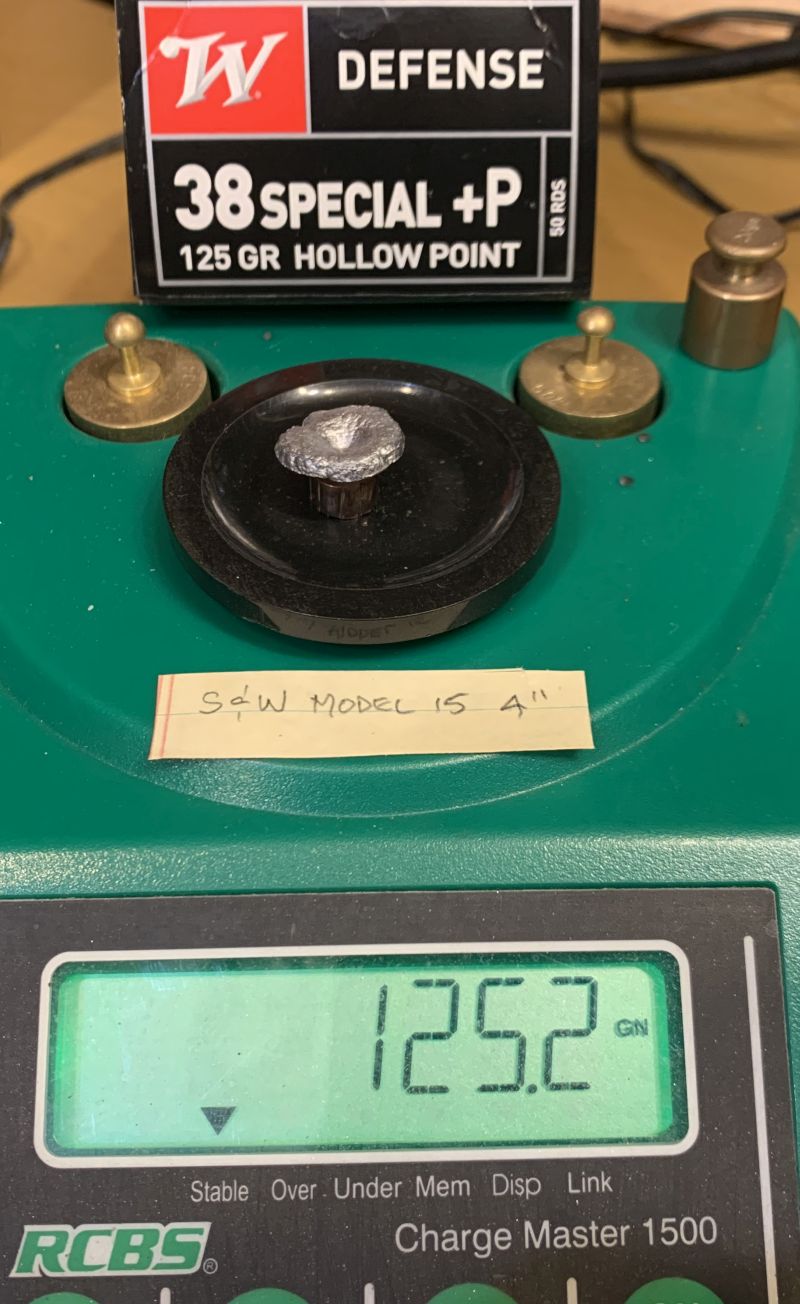 W
DEFENSE
38 SPECIAL +P
125 GR HOLLOW POINT
50 RDS
S&W MODEL 15 4"
125.2 GN
Stable Over Under Mem Disp Link
RCBS®
Charge Master 1500